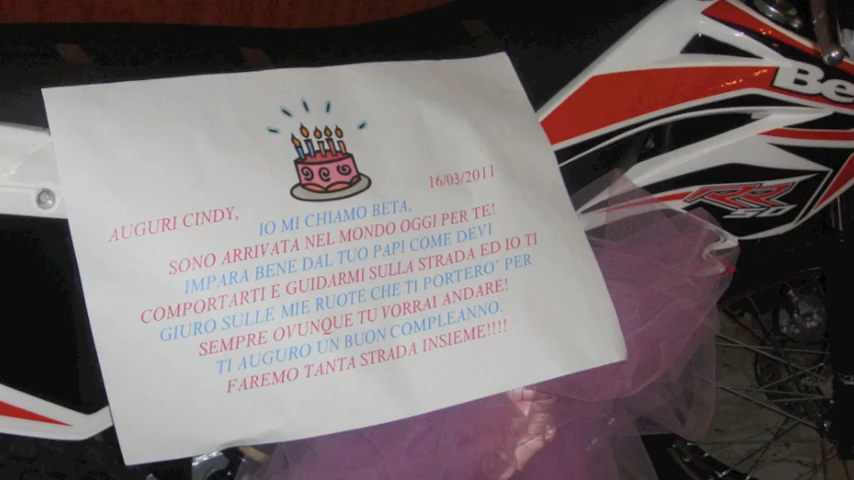 Be
RR
50
16/03/2011
AUGURI CINDY,
IO MI CHIAMO BETA.
SONO ARRIVATA NEL MONDO OGGI PER TE!
IMPARA BENE DAL TUO PAPI COME DEVI
COMPORTARTI E GUIDARMI SULLA STRADA ED IO TI
GIURO SULLE MIE RUOTE CHE TI PORTERO` PER
SEMPRE OVUNQUE TU VORRAI ANDARE!
TI AUGURO UN BUON COMPLEANNO.
FAREMO TANTA STRADA INSIEME!!!!